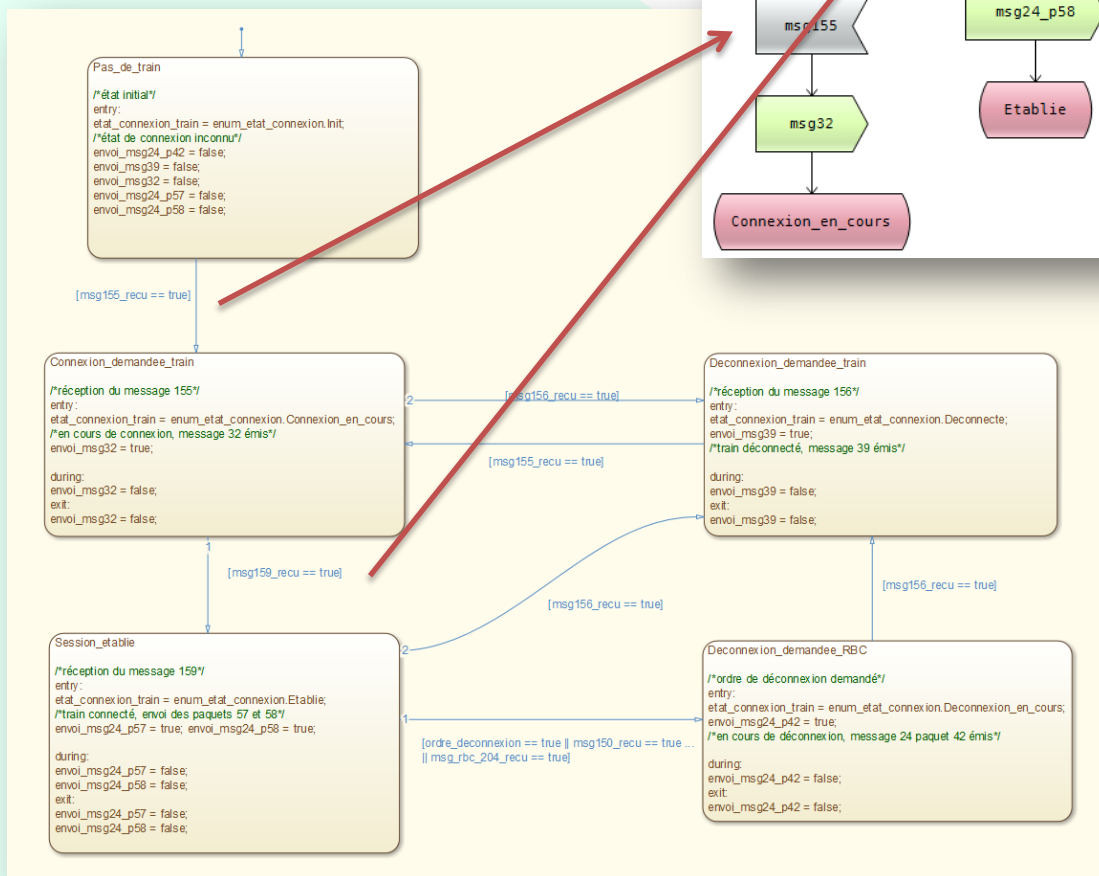 msg155
msg24_p58
msg32
Etablie
Connexion_en_cours
Pas_de_train
/*état initial*/
entry:
etat_connexion_train = enum_etat_connexion.Init;
/*état de connexion inconnu*/
envoi_msg24_p42 = false;
envoi_msg39 = false;
envoi_msg32 = false;
envoi_msg24_p57 = false;
envoi_msg24_p58 = false;
[msg155_recu == true]
Connexion_demandee_train
/*réception du message 155*/
entry:
etat_connexion_train = enum_etat_connexion.Connexion_en_cours;
/*en cours de connexion, message 32 émis*/
envoi_msg32 = true;
during:
envoi_msg32 = false;
exit:
envoi_msg32 = false;
2
[msg156_recu == true]
[msg155_recu == true]
Deconnexion_demandee_train
/*réception du message 156*/
entry:
etat_connexion_train = enum_etat_connexion.Deconnecte;
envoi_msg39 = true;
/*train déconnecté, message 39 émis*/
during:
envoi_msg39 = false;
exit:
envoi_msg39 = false;
1
[msg159_recu == true]
[msg156_recu == true]
[msg156_recu == true]
Session_etablie
/*réception du message 159*/
entry:
etat_connexion_train = enum_etat_connexion.Etablie;
/*train connecté, envoi des paquets 57 et 58*/
envoi_msg24_p57 = true; envoi_msg24_p58 = true;
during:
envoi_msg24_p57 = false;
envoi_msg24_p58 = false;
exit:
envoi_msg24_p57 = false;
envoi_msg24_p58 = false;
2
1
[ordre_deconnexion == true || msg150_recu == true ...
|| msg_rbc_204_recu == true]
Deconnexion_demandee_RBC
/*ordre de déconnexion demandé*/
entry:
etat_connexion_train = enum_etat_connexion.Deconnexion_en_cours;
envoi_msg24_p42 = true;
/*en cours de déconnexion, message 24 paquet 42 émis*/
during:
envoi_msg24_p42 = false;
exit:
envoi_msg24_p42 = false;